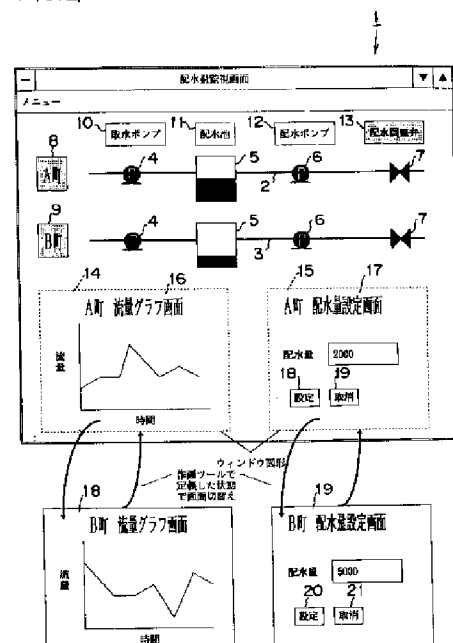 1
配水量監視画面
メニュー
10 取水ポンプ 11 配水池 12 配水ポンプ 13 配水調整弁
8 A町 4 5 6 7
2
9 B町 4 5 6 7
3
14 16 15 17
A町 流量グラフ画面
流量
時間
A町 配水量設定画面
配水量 2000
18 19
設定 取消
ウィンドウ図形
作画ツールで
定義した状態
で画面切替え
18
B町 流量グラフ画面
流量
時間
19
B町 配水量設定画面
配水量 5000
20 21
設定 取消